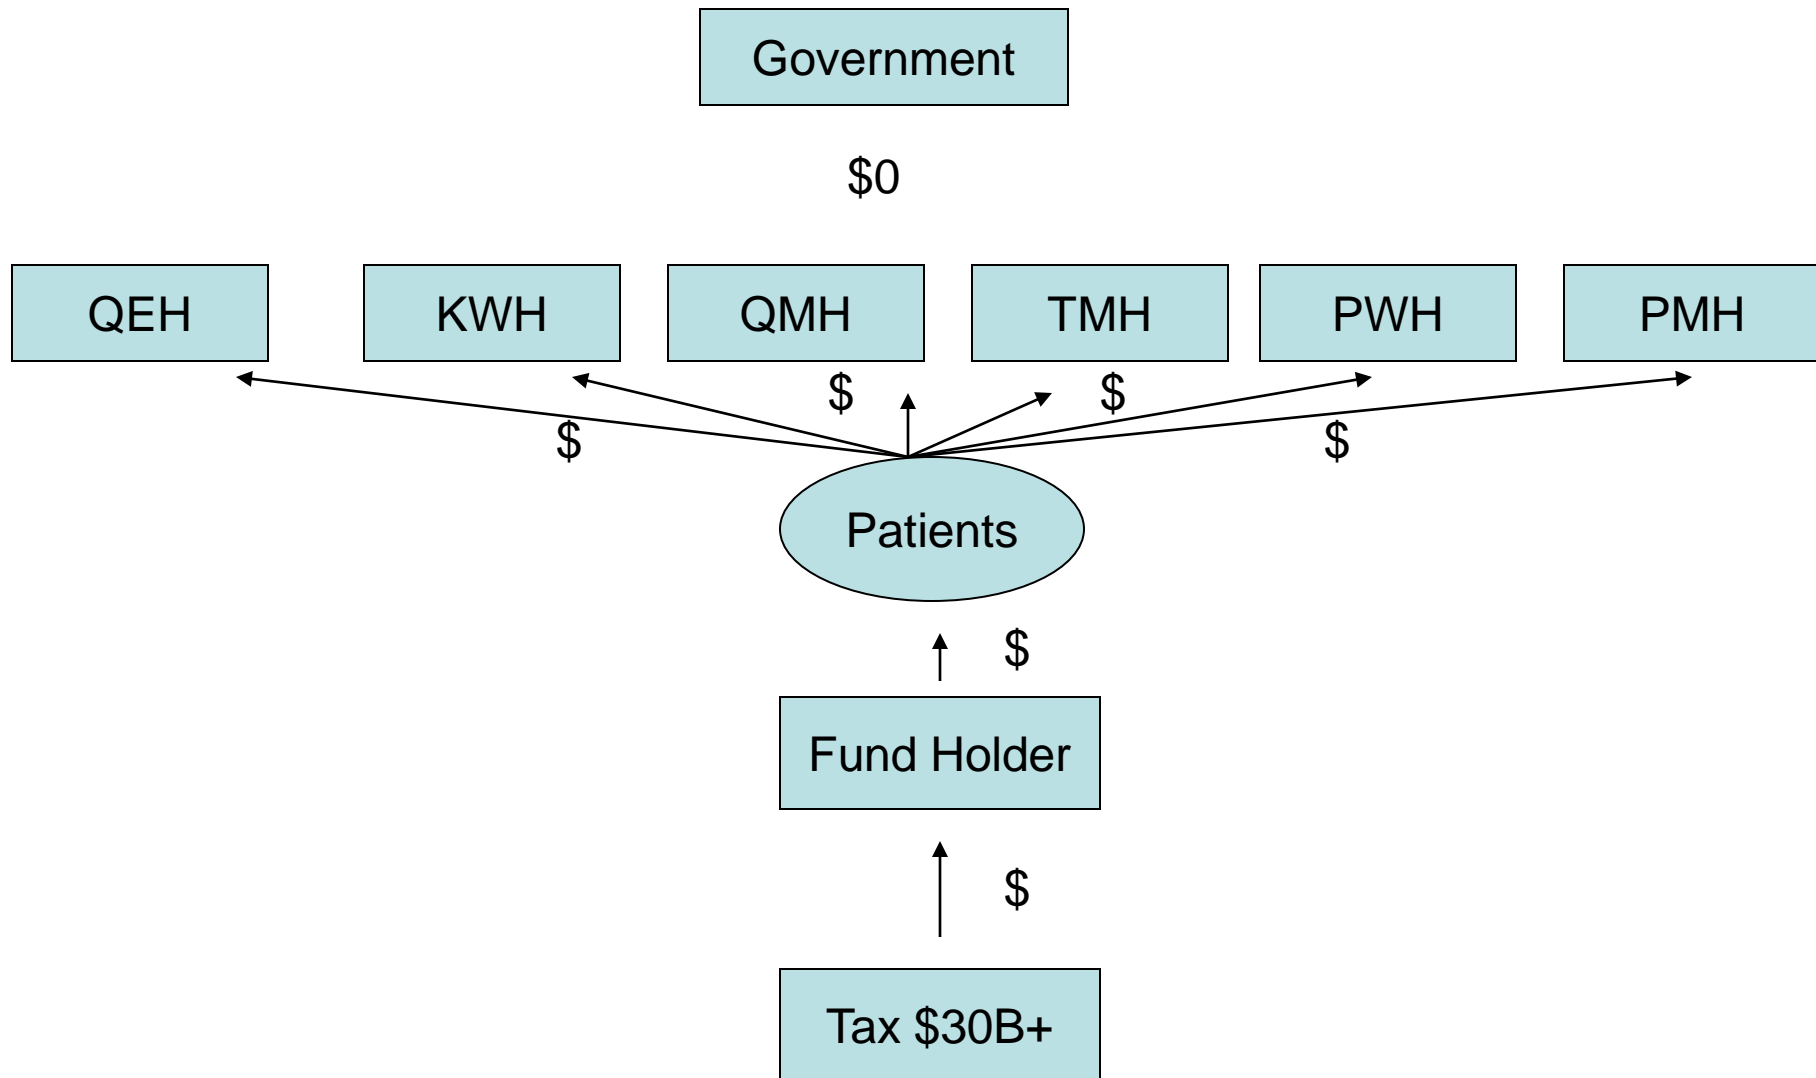 Government
$0
QEH
KWH
QMH
TMH
PWH
PMH
$
$
$
$
Patients
$
Fund Holder
$
Tax $30B+